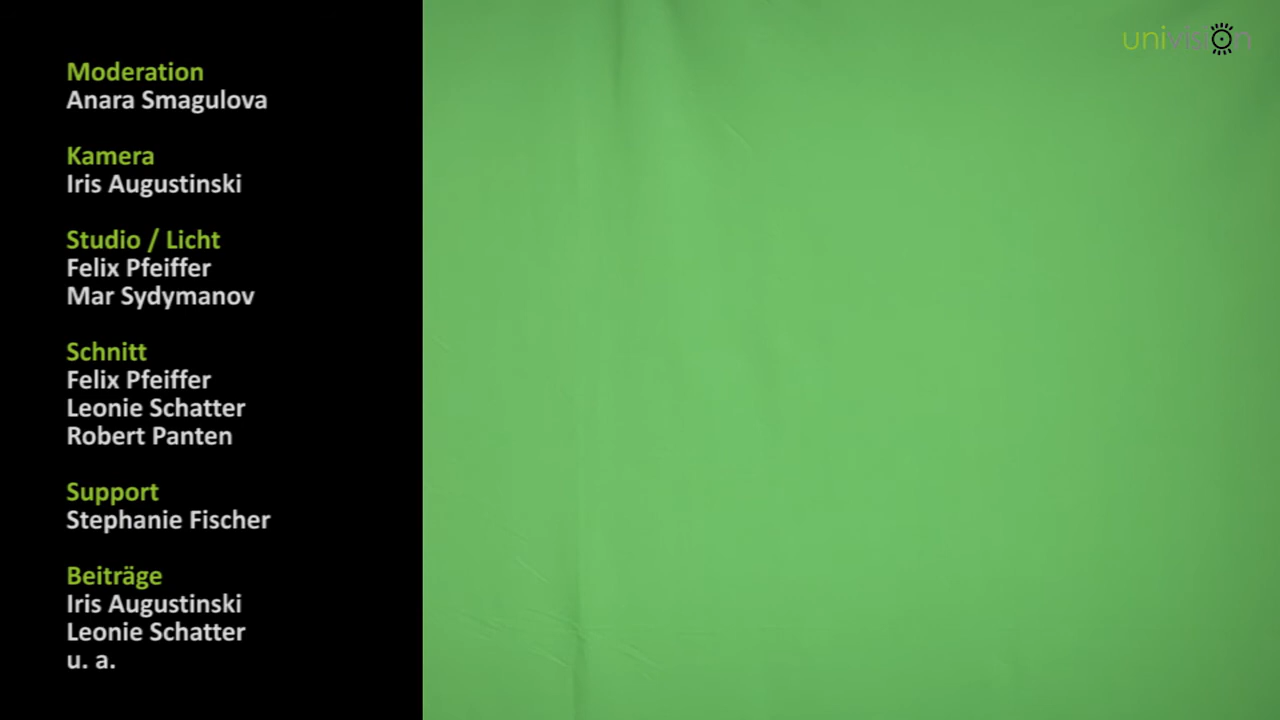 univision
Moderation
Anara Smagulova
Kamera
Iris Augustinski
Studio / Licht
Felix Pfeiffer
Mar Sydymanov
Schnitt
Felix Pfeiffer
Leonie Schatter
Robert Panten
Support
Stephanie Fischer
Beiträge
Iris Augustinski
Leonie Schatter
u. a.